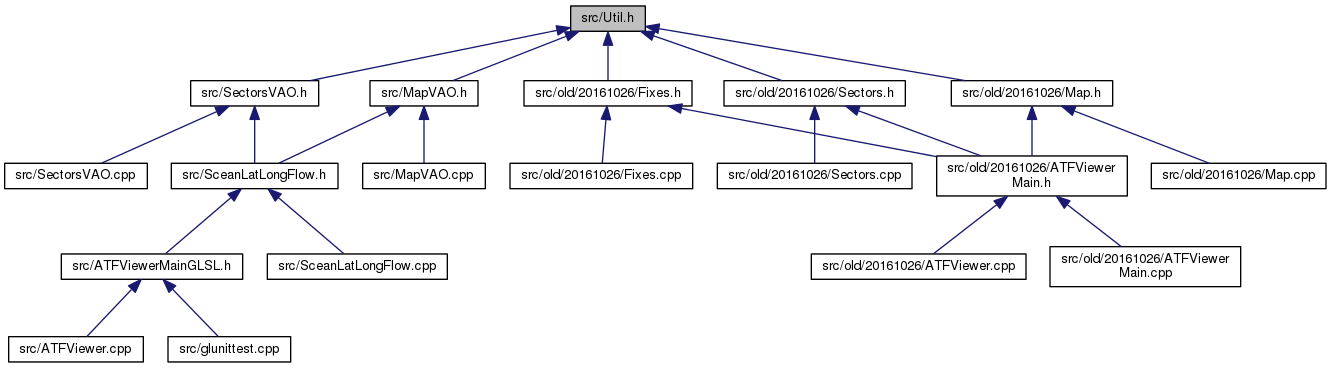 src/Util.h
src/SectorsVAO.h
src/MapVAO.h
src/old/20161026/Fixes.h
src/old/20161026/Sectors.h
src/old/20161026/Map.h
src/SectorsVAO.cpp
src/SceanLatLongFlow.h
src/MapVAO.cpp
src/old/20161026/Fixes.cpp
src/old/20161026/Sectors.cpp
src/old/20161026/ATFViewer
Main.h
src/old/20161026/Map.cpp
src/ATFViewerMainGLSL.h
src/SceanLatLongFlow.cpp
src/old/20161026/ATFViewer.cpp
src/old/20161026/ATFViewer
Main.cpp
src/ATFViewer.cpp
src/glunittest.cpp